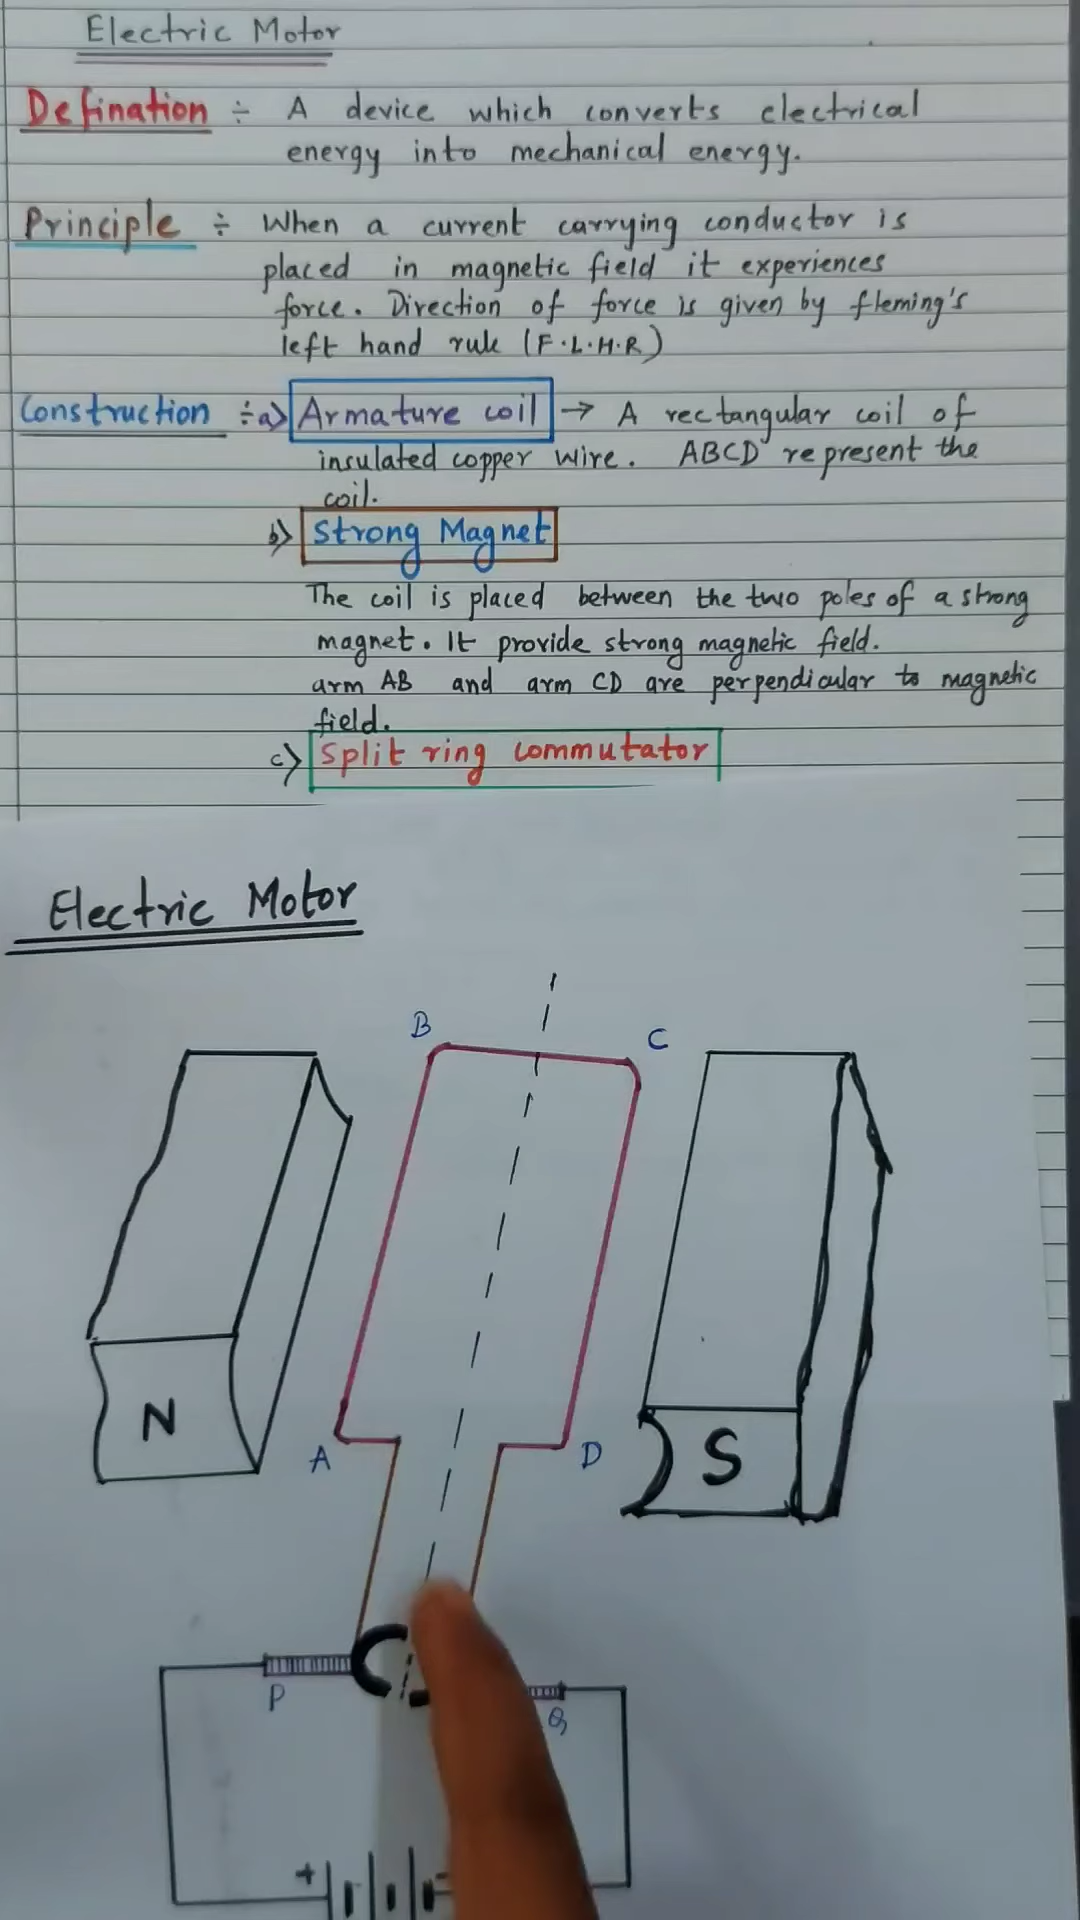 Electric Motor
Defination ÷ A device which converts electrical
energy into mechanical energy.
Principle ÷ When a current carrying conductor is
placed in magnetic field it experiences
force. Direction of force is given by fleming's
left hand rule (F.L.H.R)
Construction ÷ a) Armature coil → A rectangular coil of
insulated copper wire. ABCD represent the
coil.
b) Strong Magnet
The coil is placed between the two poles of a strong
magnet. It provide strong magnetic field.
arm AB and arm CD are perpendicular to magnetic
field.
c) Split ring commutator
Electric Motor
B C
N A D S
P Q
+ -